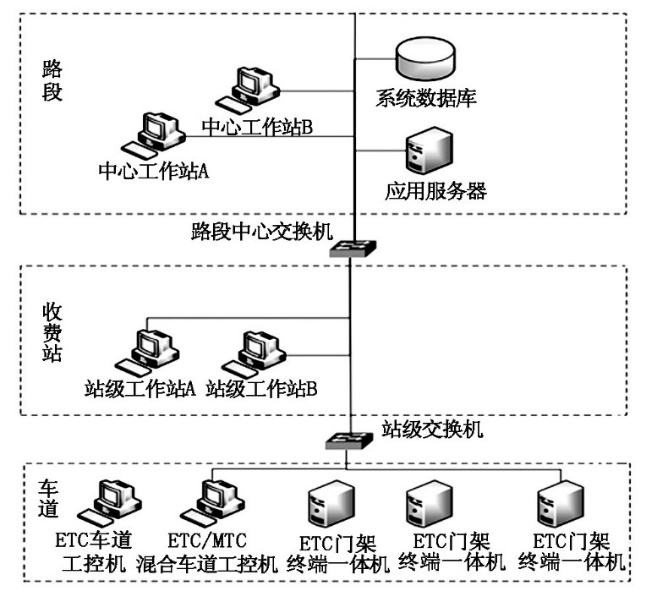 路段
系统数据库
中心工作站B
中心工作站A
应用服务器
路段中心交换机
收费站
站级工作站A
站级工作站B
站级交换机
车道
ETC车道
工控机
ETC/MTC
混合车道工控机
ETC门架
终端一体机
ETC门架
终端一体机
ETC门架
终端一体机